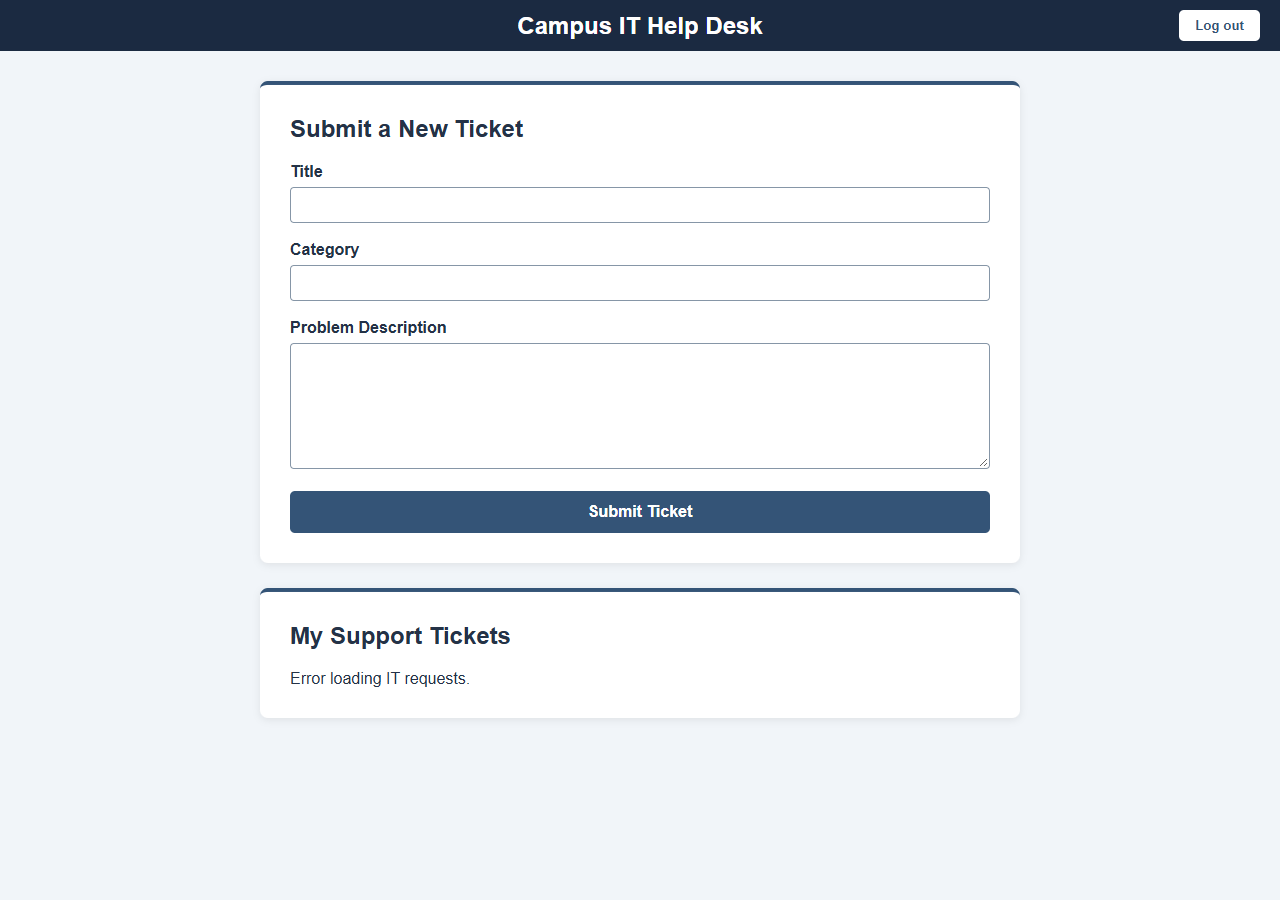 Campus IT Help Desk
Log out
Submit a New Ticket
Title
Category
Problem Description
Submit Ticket
My Support Tickets
Error loading IT requests.